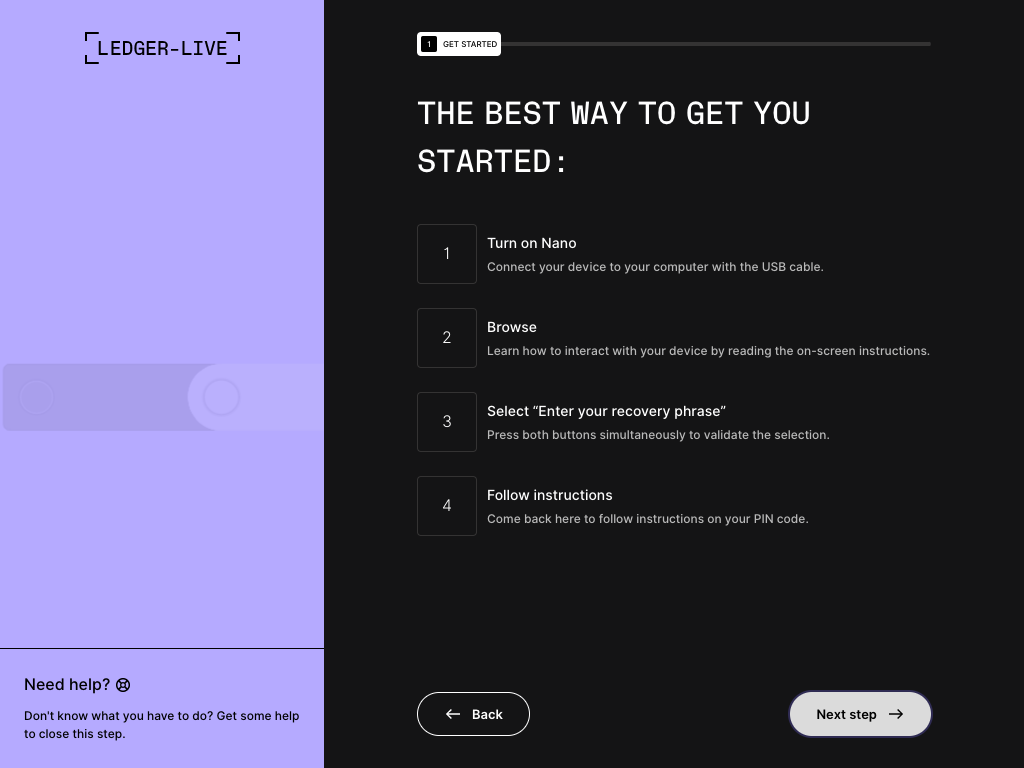 LEDGER-LIVE
1 GET STARTED
THE BEST WAY TO GET YOU
STARTED:
1
Turn on Nano
Connect your device to your computer with the USB cable.
2
Browse
Learn how to interact with your device by reading the on-screen instructions.
3
Select “Enter your recovery phrase”
Press both buttons simultaneously to validate the selection.
4
Follow instructions
Come back here to follow instructions on your PIN code.
Need help?
Don't know what you have to do? Get some help
to close this step.
Back
Next step